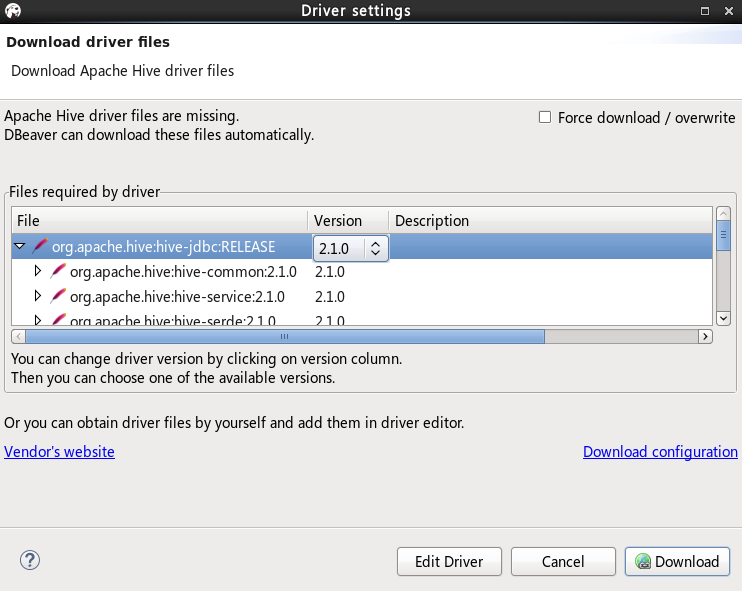 Driver settings
Download driver files
Download Apache Hive driver files
Apache Hive driver files are missing.
DBeaver can download these files automatically.
Force download / overwrite
Files required by driver
File Version Description
org.apache.hive:hive-jdbc:RELEASE 2.1.0
org.apache.hive:hive-common:2.1.0 2.1.0
org.apache.hive:hive-service:2.1.0 2.1.0
org.apache.hive:hive-serde:2.1.0 2.1.0
You can change driver version by clicking on version column.
Then you can choose one of the available versions.
Or you can obtain driver files by yourself and add them in driver editor.
Vendor's website Download configuration
? Edit Driver Cancel Download